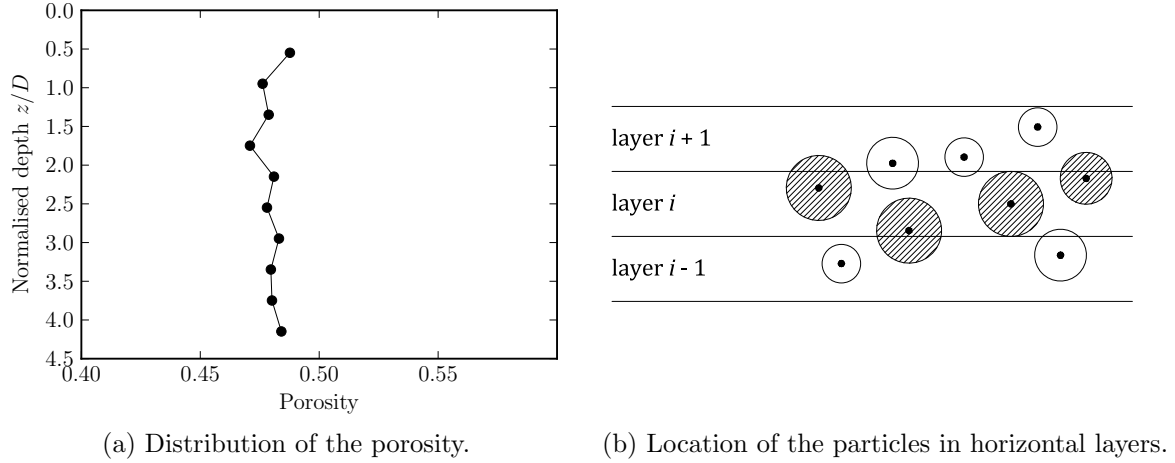 0.0
0.5
1.0
1.5
2.0
2.5
3.0
3.5
4.0
4.5
Normalised depth z/D
0.40 0.45 0.50 0.55
Porosity
(a) Distribution of the porosity.
layer i + 1
layer i
layer i - 1
(b) Location of the particles in horizontal layers.